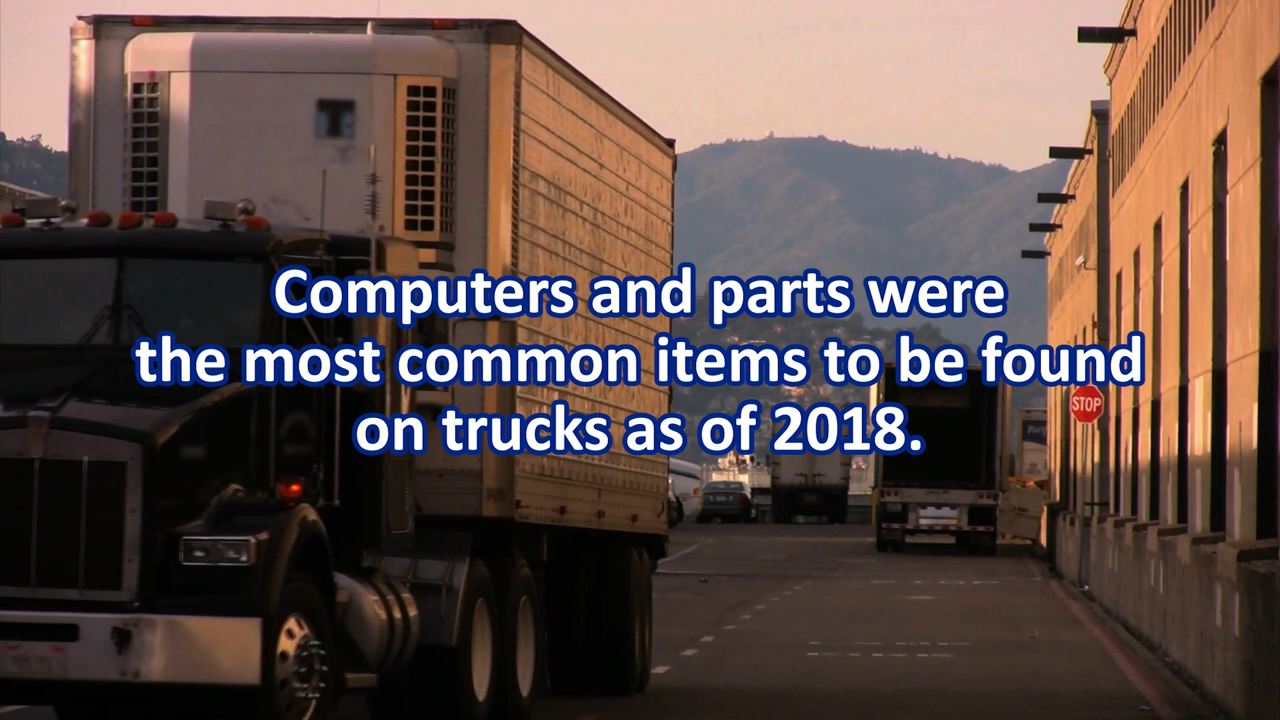 Computers and parts were
the most common items to be found
on trucks as of 2018.
STOP